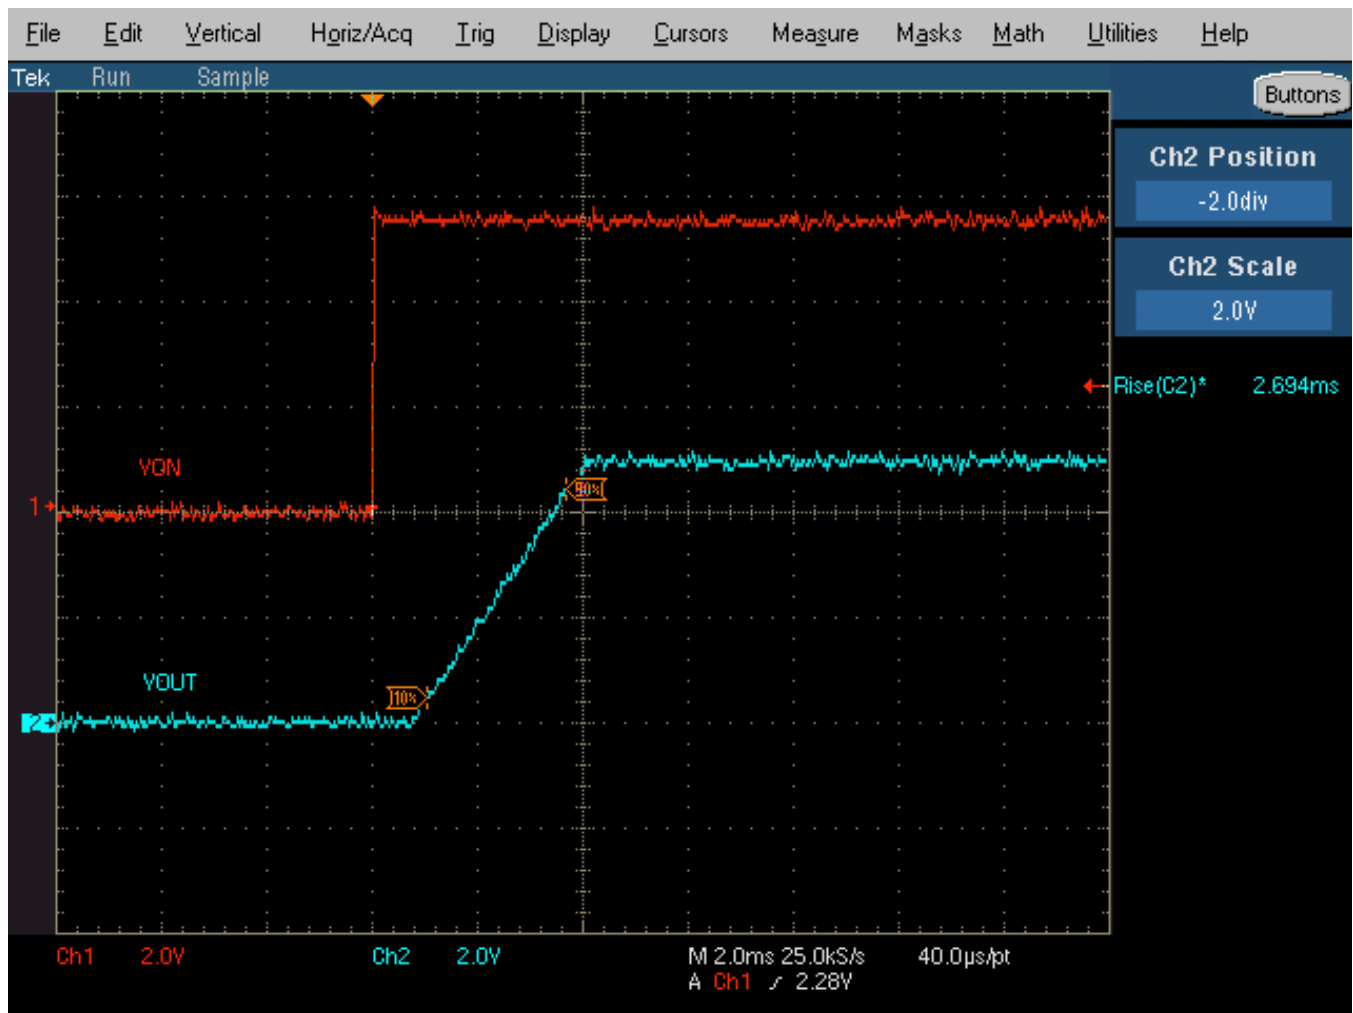 File Edit Vertical Horiz/Acq Trig Display Cursors Measure Masks Math Utilities Help
Tek Run Sample
Buttons
Ch2 Position
-2.0div
Ch2 Scale
2.0V
Rise(C2)* 2.694ms
VON
90%
1
VOUT
10%
2
Ch1 2.0V Ch2 2.0V M 2.0ms 25.0kS/s 40.0µs/pt
A Ch1 2.28V